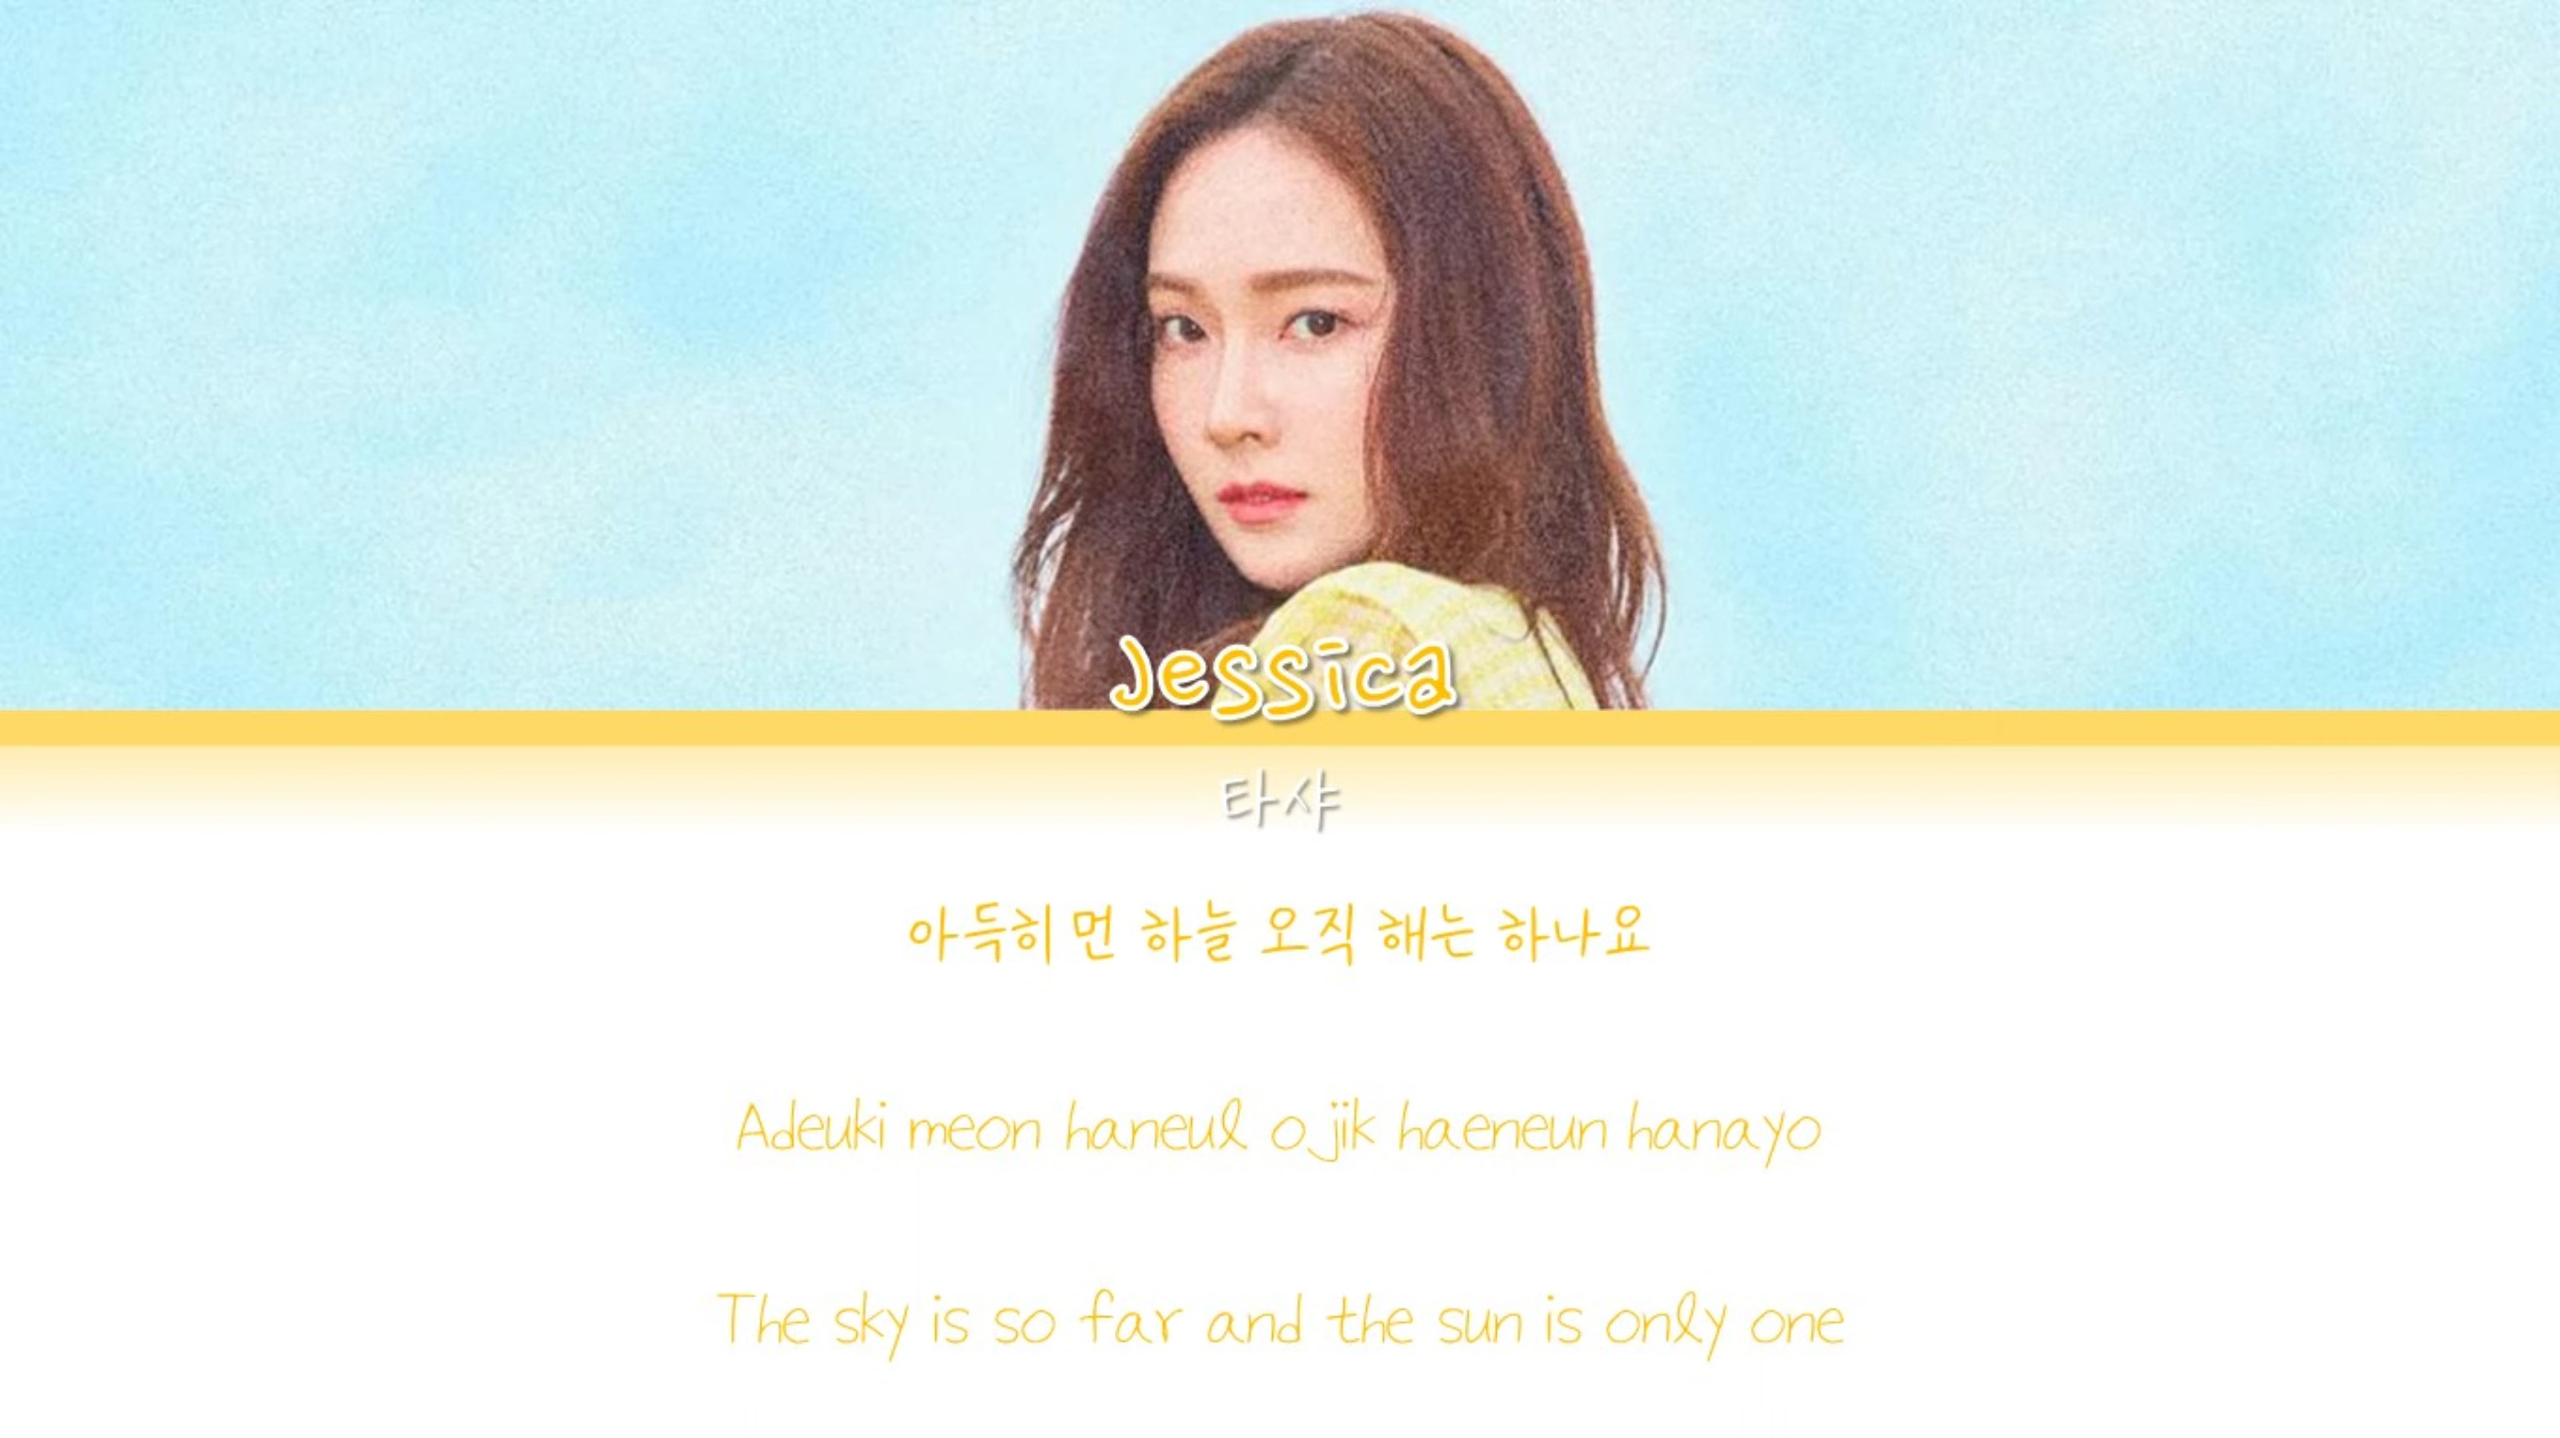 Jessica
타샤
아득히 먼 하늘 오직 해는 하나요
Adeuki meon haneul ojik haeneun hanayo
The sky is so far and the sun is only one